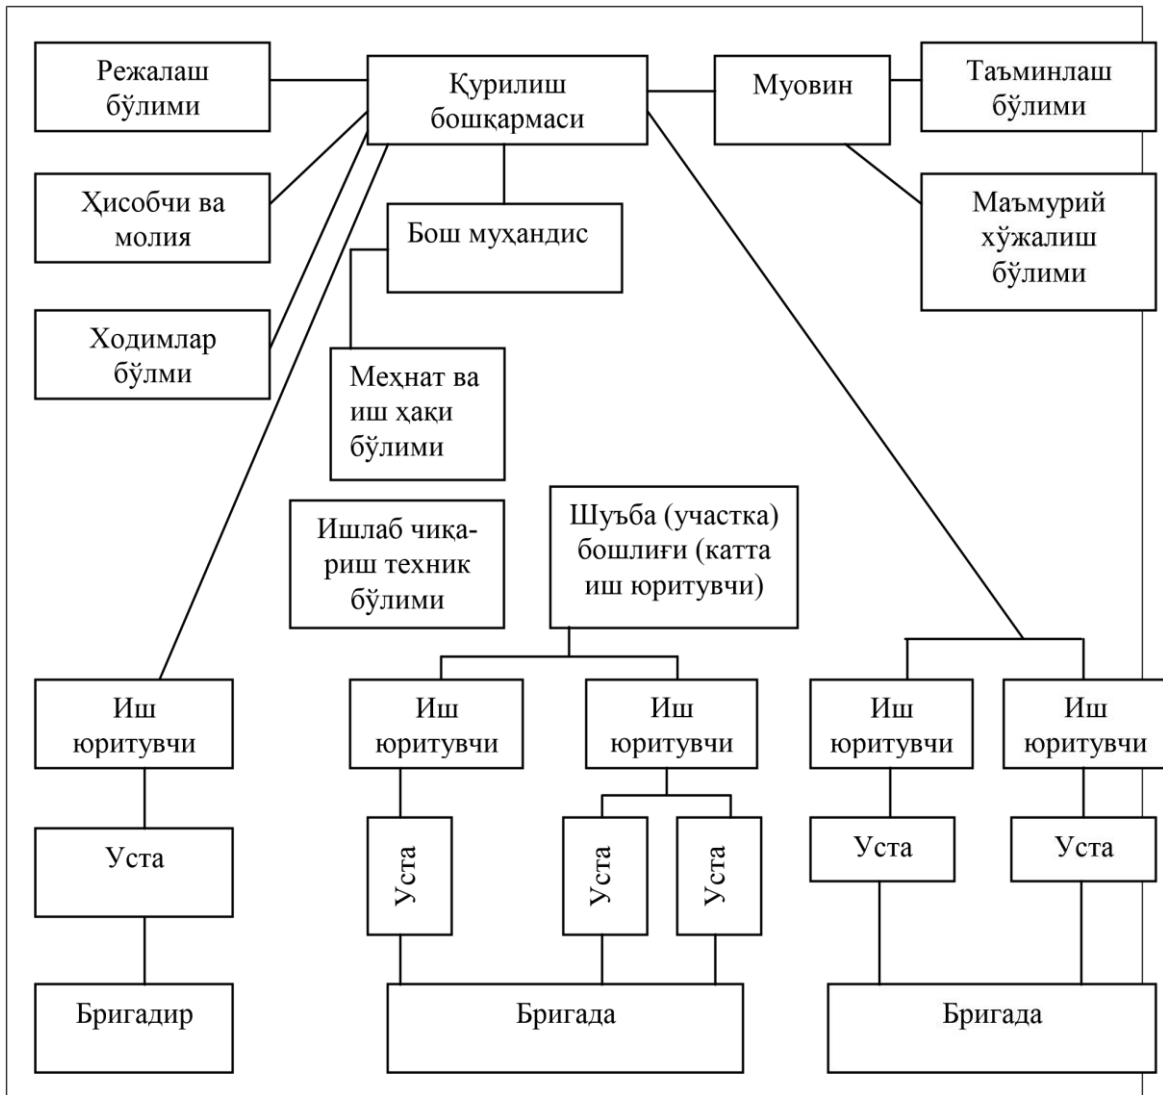 Режалаш
бўлими
Қурилиш
бошқармаси
Муовин
Таъминлаш
бўлими
Ҳисобчи ва
молия
Бош муҳандис
Маъмурий
хўжалиш
бўлими
Ходимлар
бўлми
Меҳнат ва
иш ҳақи
бўлими
Ишлаб чиқа-
риш техник
бўлими
Шуъба (участка)
бошлиғи (катта
иш юритувчи)
Иш
юритувчи
Иш
юритувчи
Иш
юритувчи
Иш
юритувчи
Иш
юритувчи
Уста
Уста
Уста
Уста
Уста
Уста
Бригадир
Бригада
Бригада